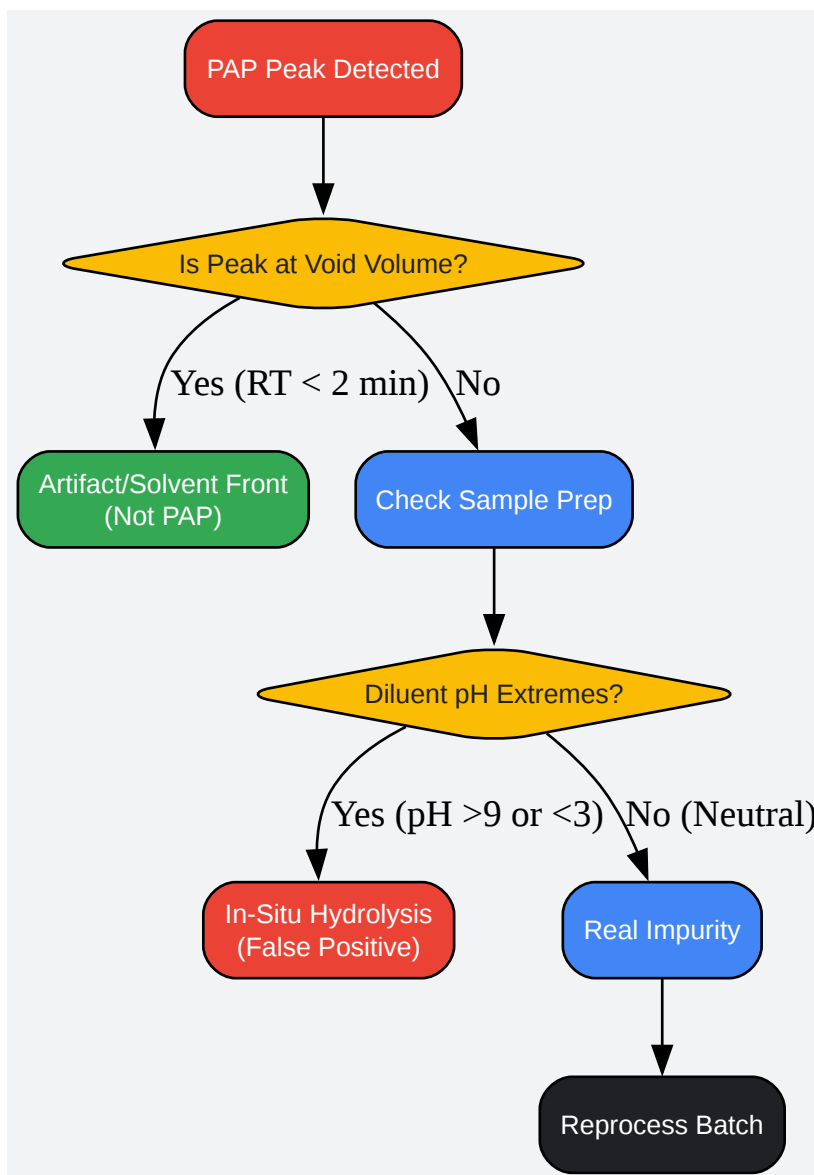 PAP Peak Detected
Is Peak at Void Volume?
Yes (RT < 2 min)
No
Artifact/Solvent Front
(Not PAP)
Check Sample Prep
Diluent pH Extremes?
Yes (pH >9 or <3)
No (Neutral)
In-Situ Hydrolysis
(False Positive)
Real Impurity
Reprocess Batch